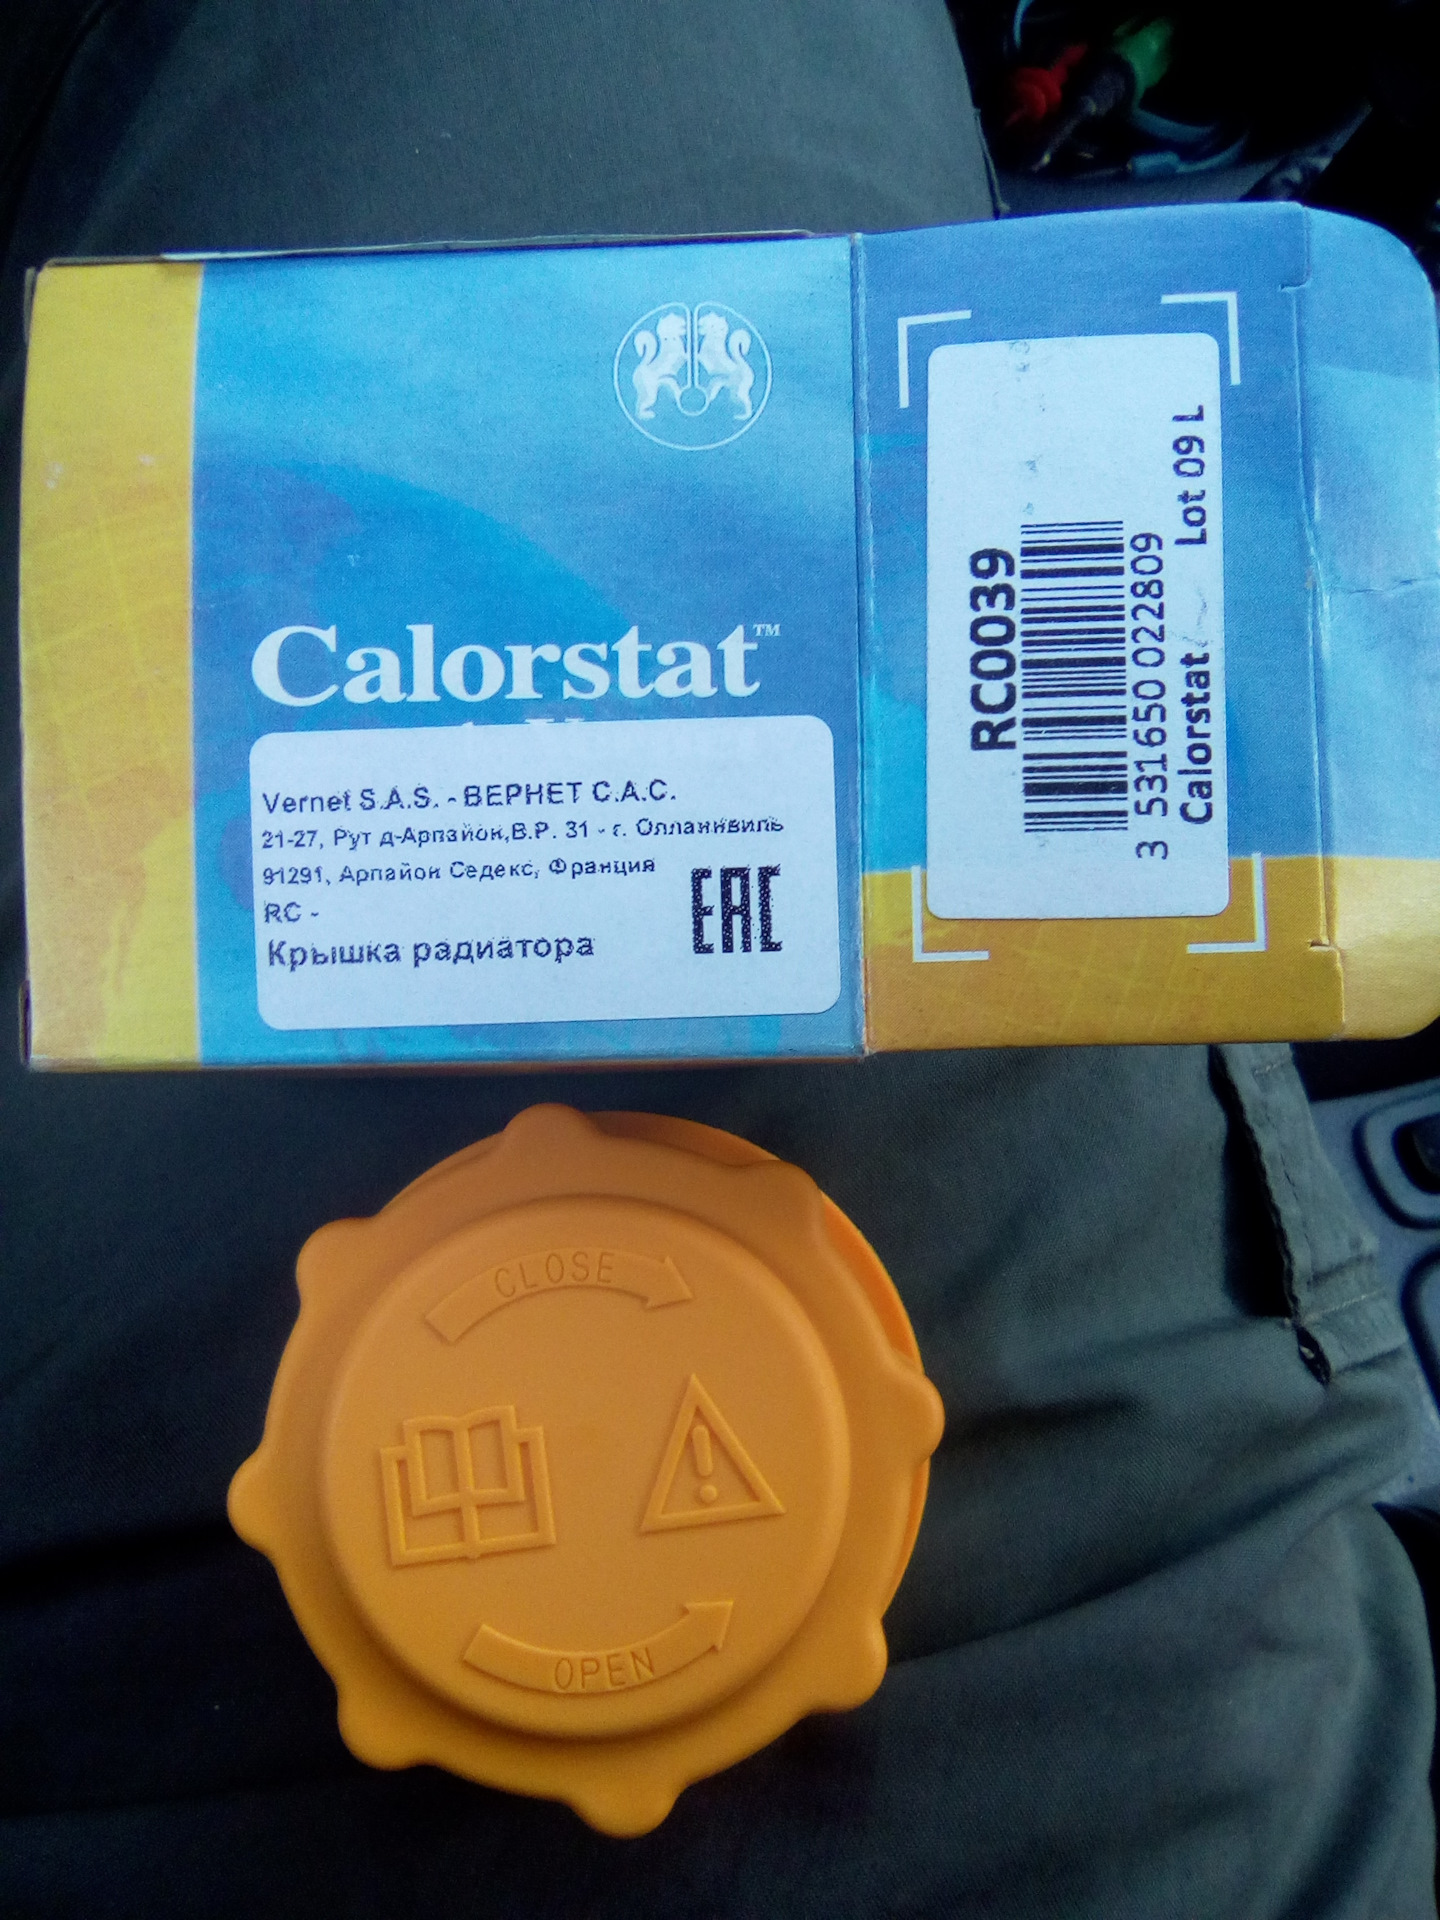 Calorstat™
Vernet S.A.S. - ВЕРНЕТ С.А.С.
21-27, Рут д-Арпайон,В.Р. 31 - г. Оллаинвиль
91291, Арпайон Седекс, Франция
RC -
Крышка радиатора
EAC
RC0039
3 531650 022809
Calorstat Lot 09 L
CLOSE
OPEN